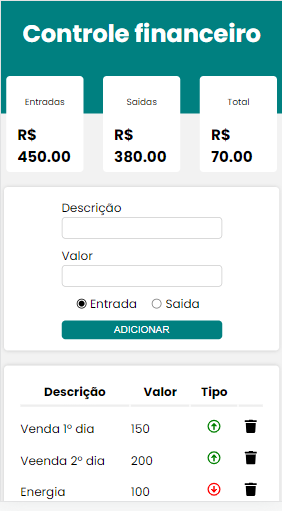 Controle financeiro
Entradas Saídas Total
R$ R$ R$
450.00 380.00 70.00
Descrição
Valor
Entrada Saida
ADICIONAR
Descrição Valor Tipo
Venda 1º dia 150
Veenda 2º dia 200
Energia 100